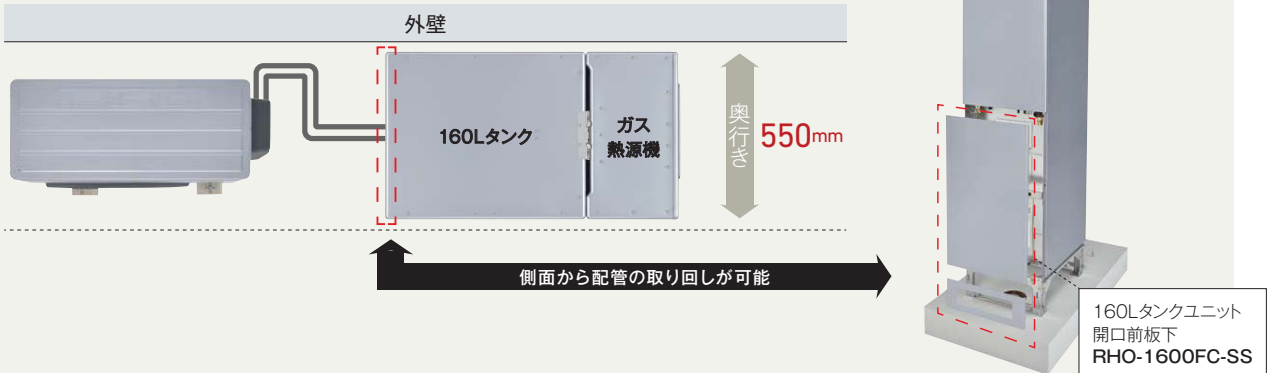 外壁
160Lタンク
ガス
熱源機
奥行き
550mm
側面から配管の取り回しが可能
160Lタンクユニット
開口前板下
RHO-1600FC-SS